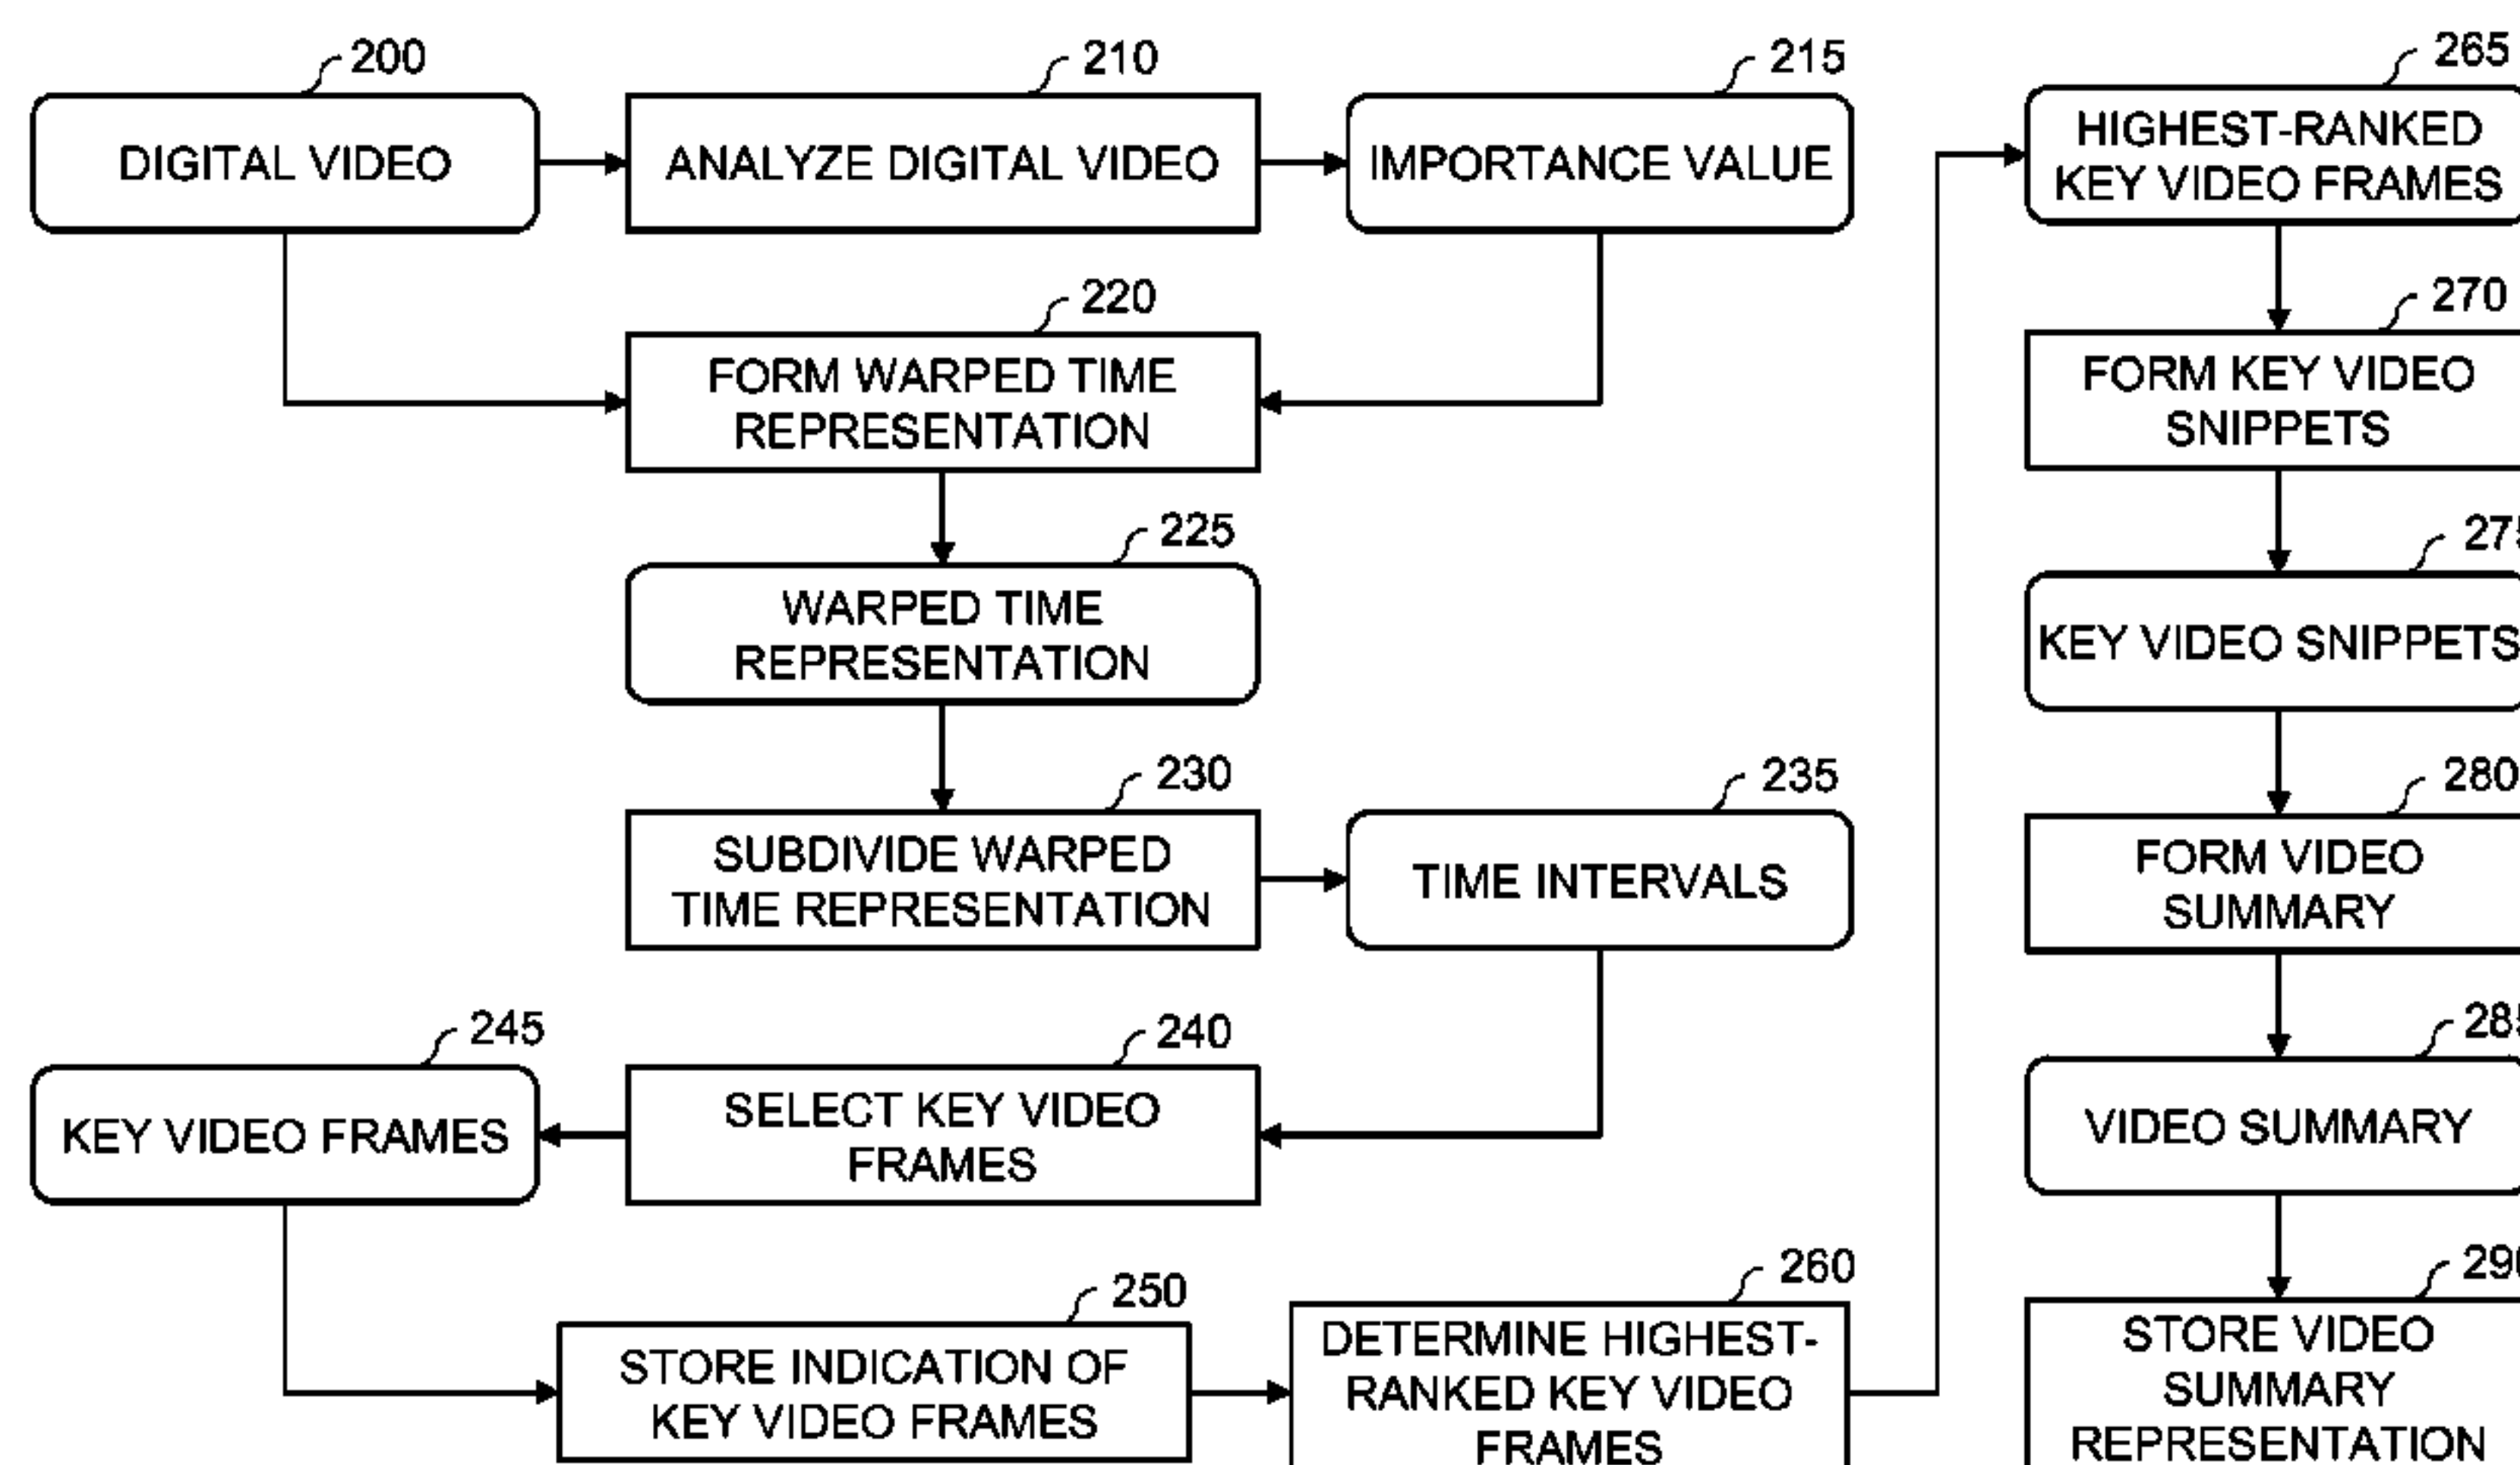 200
DIGITAL VIDEO
210
ANALYZE DIGITAL VIDEO
215
IMPORTANCE VALUE
220
FORM WARPED TIME
REPRESENTATION
225
WARPED TIME
REPRESENTATION
230
SUBDIVIDE WARPED
TIME REPRESENTATION
235
TIME INTERVALS
240
SELECT KEY VIDEO
FRAMES
245
KEY VIDEO FRAMES
250
STORE INDICATION OF
KEY VIDEO FRAMES
260
DETERMINE HIGHEST-
RANKED KEY VIDEO
FRAMES
265
HIGHEST-RANKED
KEY VIDEO FRAMES
270
FORM KEY VIDEO
SNIPPETS
275
KEY VIDEO SNIPPETS
280
FORM VIDEO
SUMMARY
285
VIDEO SUMMARY
290
STORE VIDEO
SUMMARY
REPRESENTATION